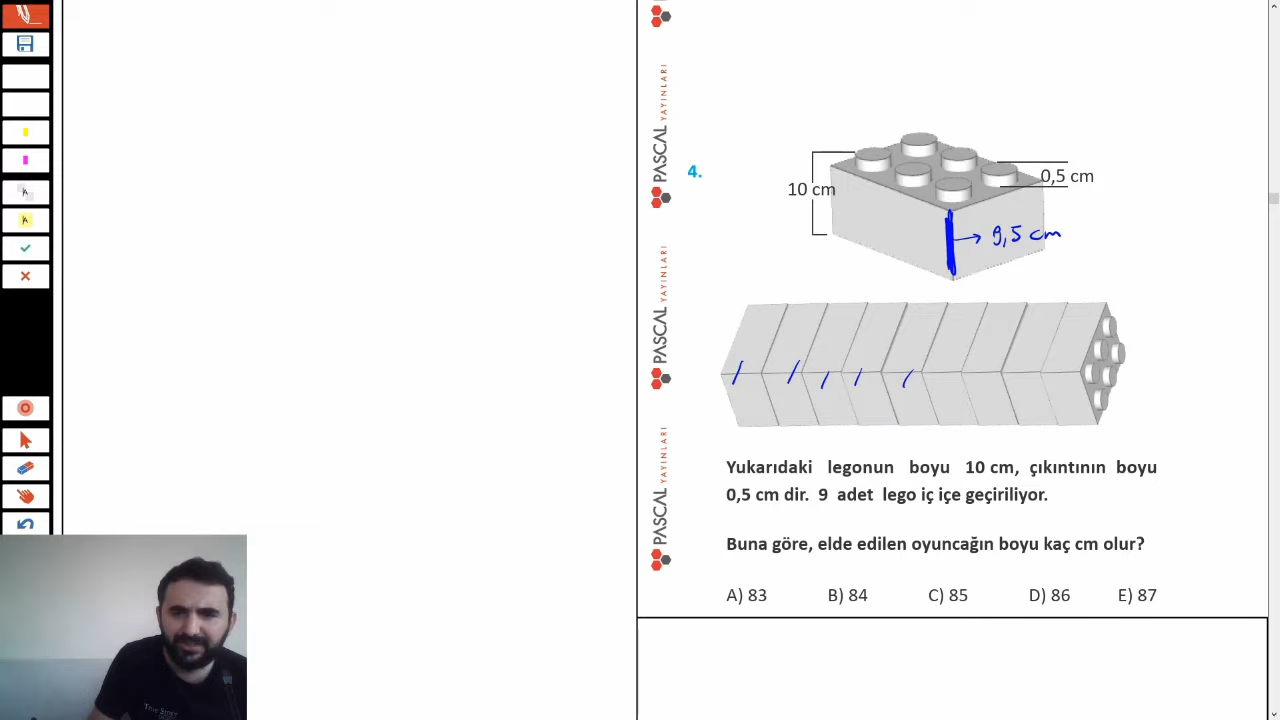 PASCAL YAYINLARI
PASCAL YAYINLARI
PASCAL YAYINLARI
4.
10 cm
0,5 cm
9,5 cm
Yukarıdaki legonun boyu 10 cm, çıkıntının boyu
0,5 cm dir. 9 adet lego iç içe geçiriliyor.
Buna göre, elde edilen oyuncağın boyu kaç cm olur?
A) 83 B) 84 C) 85 D) 86 E) 87